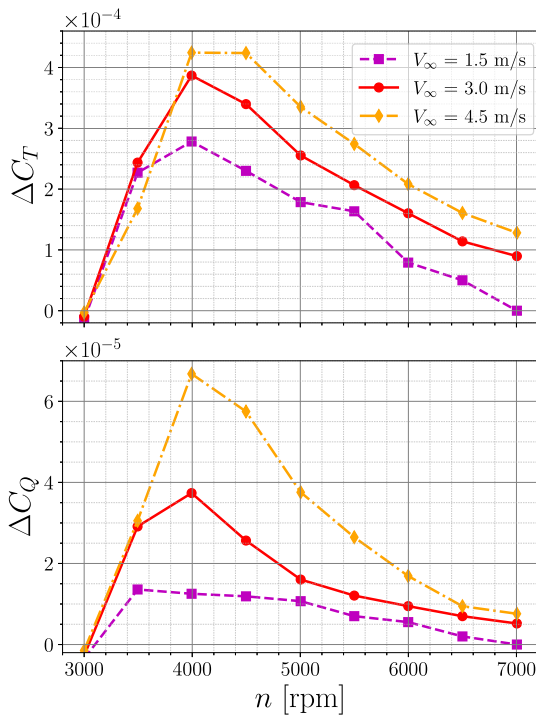 ×10⁻⁴
4
3
2
1
0
ΔC_T
V∞ = 1.5 m/s
V∞ = 3.0 m/s
V∞ = 4.5 m/s
×10⁻⁵
6
4
2
0
ΔC_Q
3000 4000 5000 6000 7000
n [rpm]